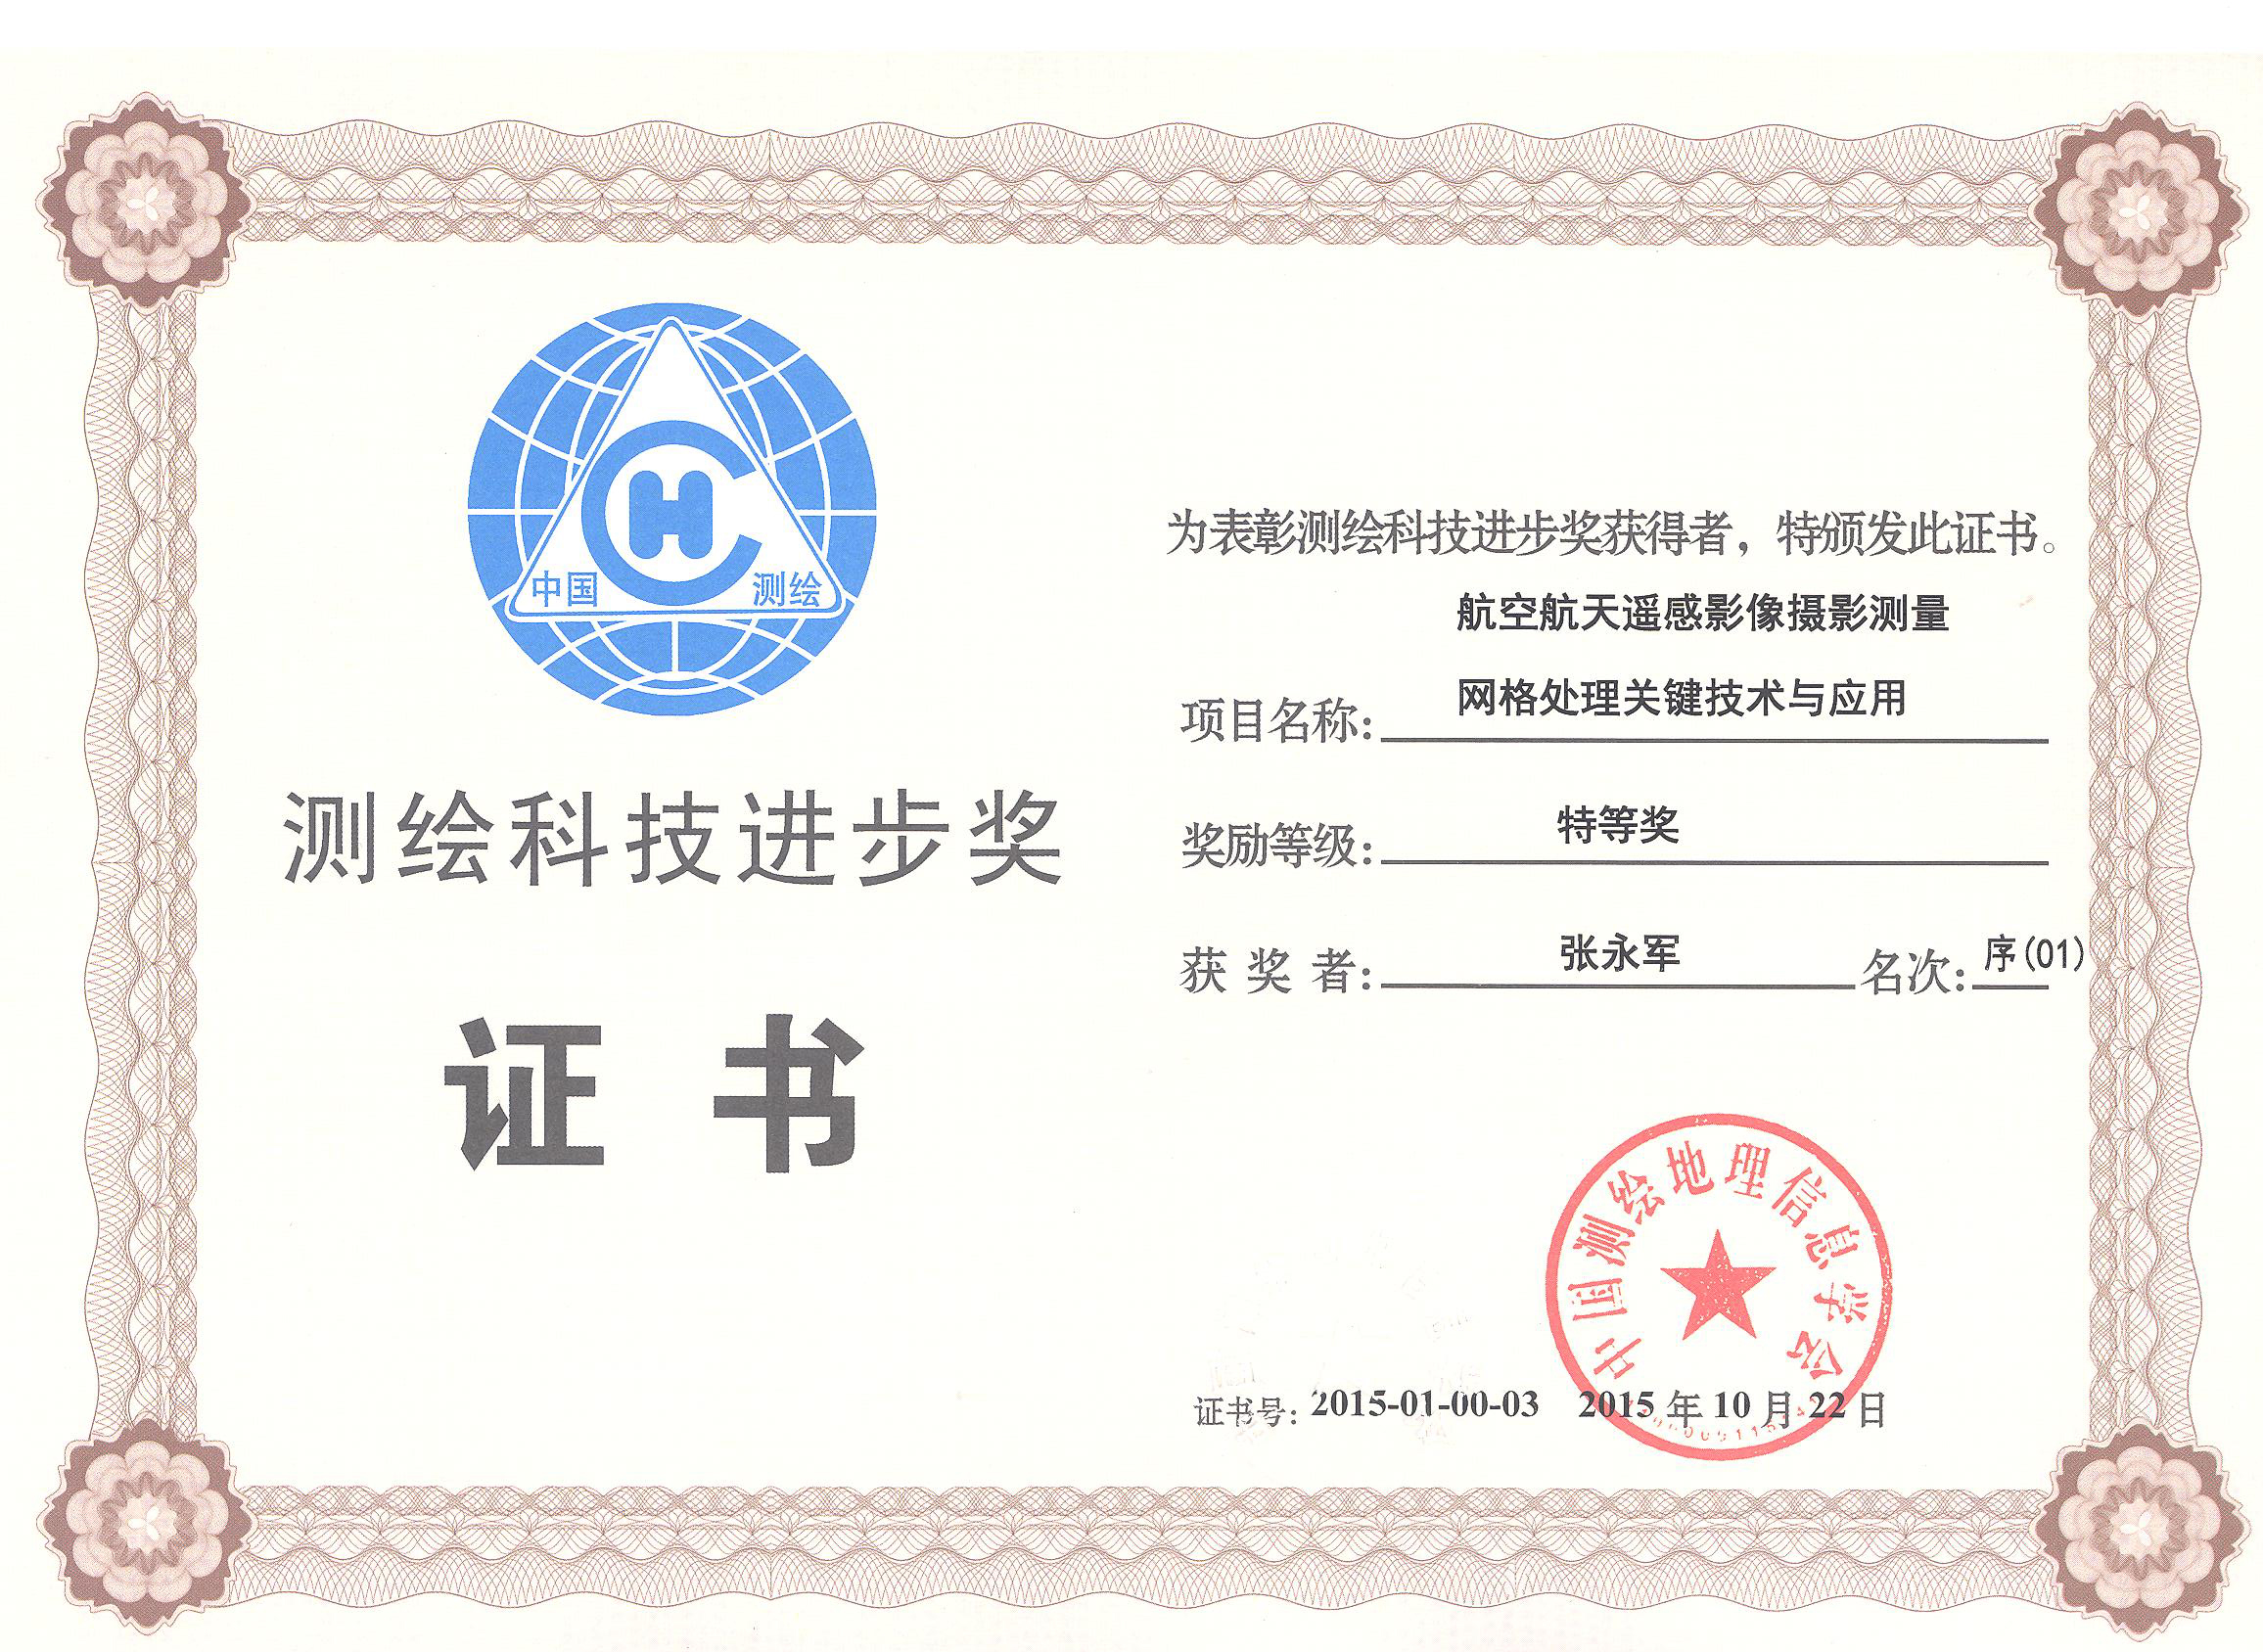 CH
中国 测绘
测绘科技进步奖
证书
为表彰测绘科技进步奖获得者，特颁发此证书。
航空航天遥感影像摄影测量
网格处理关键技术与应用
项目名称:
奖励等级: 特等奖
获奖者: 张永军 名次: 序(01)
中国测绘地理信息学会
证书号: 2015-01-00-03 2015年10月22日